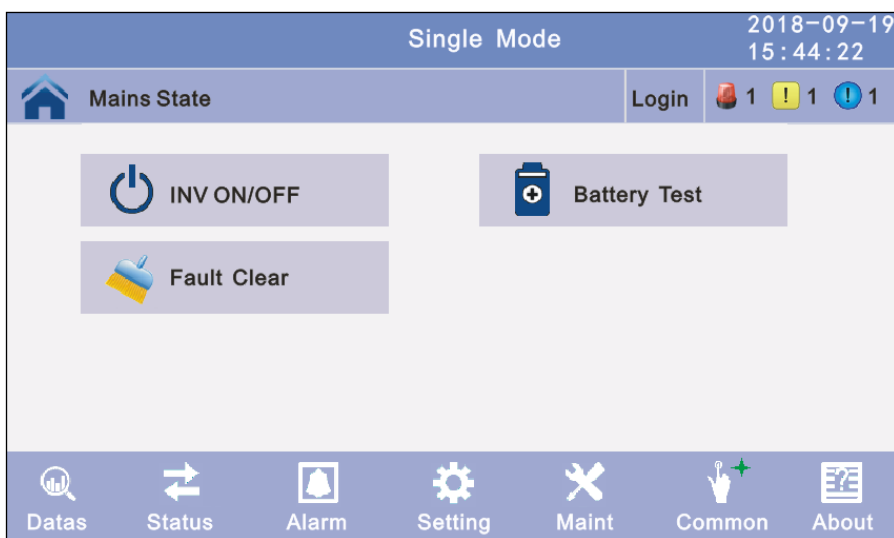 Single Mode
2018-09-19
15:44:22
Mains State
Login
1
! 1
! 1
INV ON/OFF
Battery Test
Fault Clear
Datas
Status
Alarm
Setting
Maint
Common
About